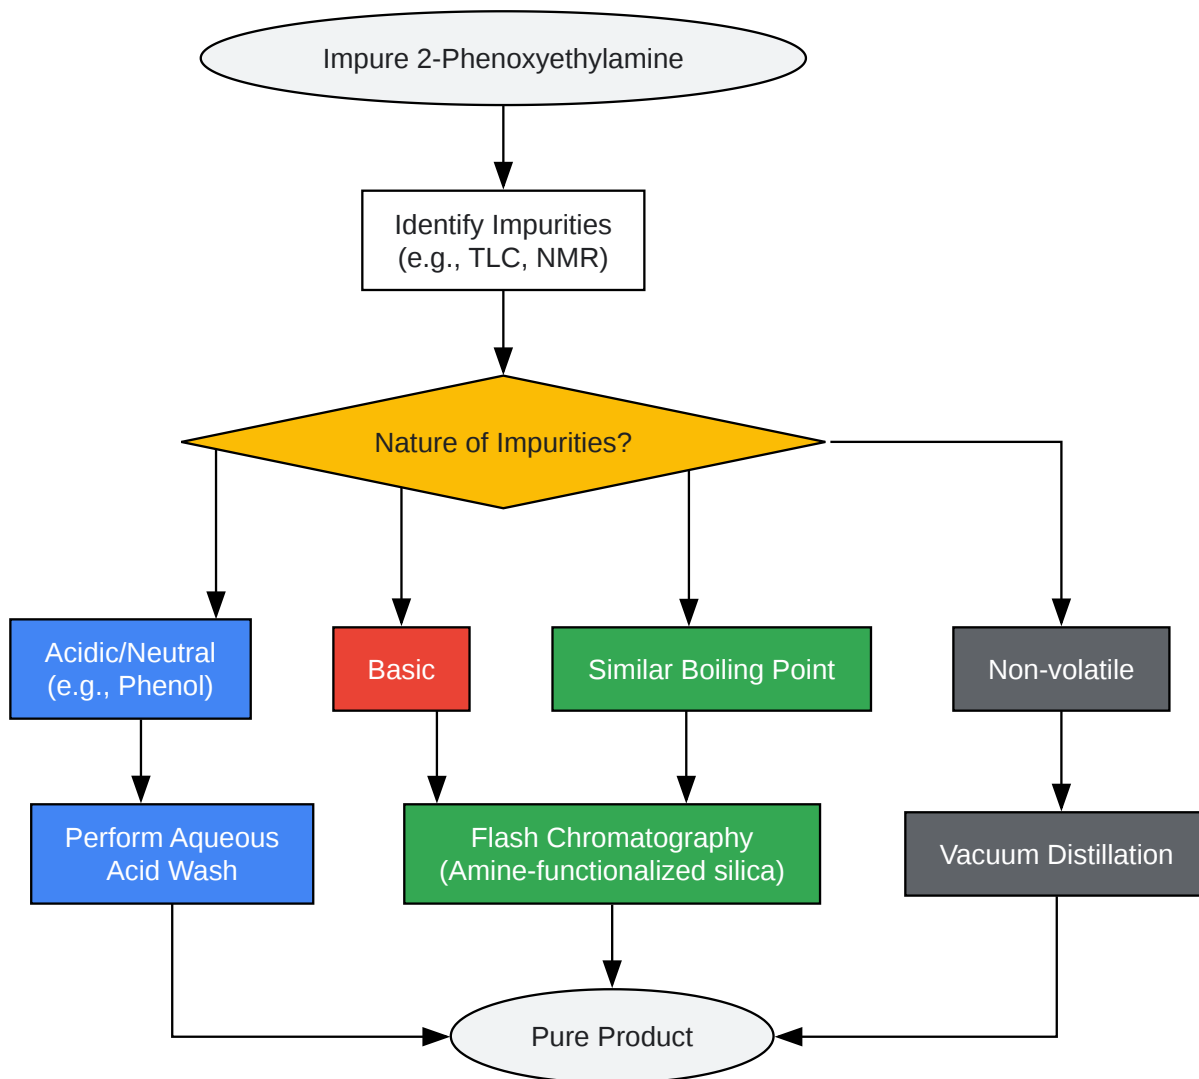 Impure 2-Phenoxyethylamine
Identify Impurities
(e.g., TLC, NMR)
Nature of Impurities?
Acidic/Neutral
(e.g., Phenol)
Basic
Similar Boiling Point
Non-volatile
Perform Aqueous
Acid Wash
Flash Chromatography
(Amine-functionalized silica)
Vacuum Distillation
Pure Product